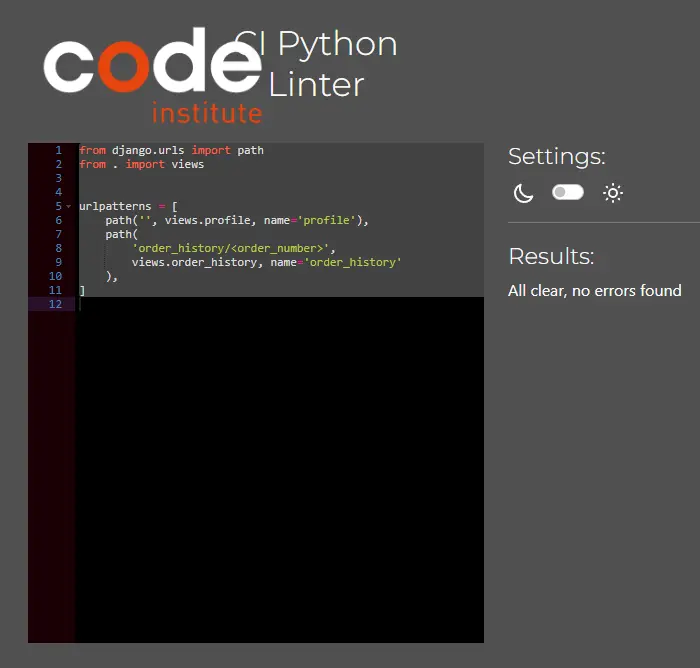 code
institute
CI Python
Linter
1 from django.urls import path
2 from . import views
3
4
5 urlpatterns = [
6     path('', views.profile, name='profile'),
7     path(
8         'order_history/<order_number>',
9         views.order_history, name='order_history'
10     ),
11 ]
12
Settings:
Results:
All clear, no errors found